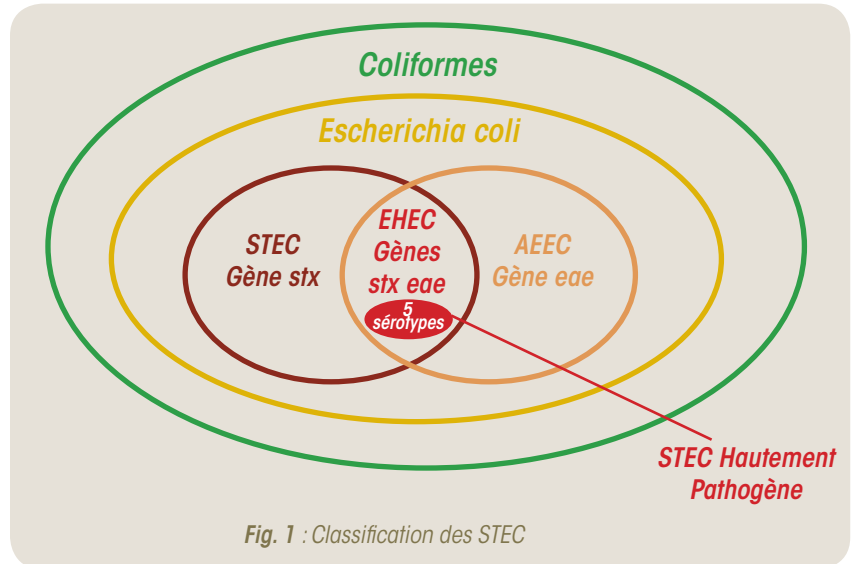 Coliformes
Escherichia coli
STEC
Gène stx
EHEC
Gènes
stx eae
5
sérotypes
AEEC
Gène eae
STEC Hautement
Pathogène
Fig. 1 : Classification des STEC